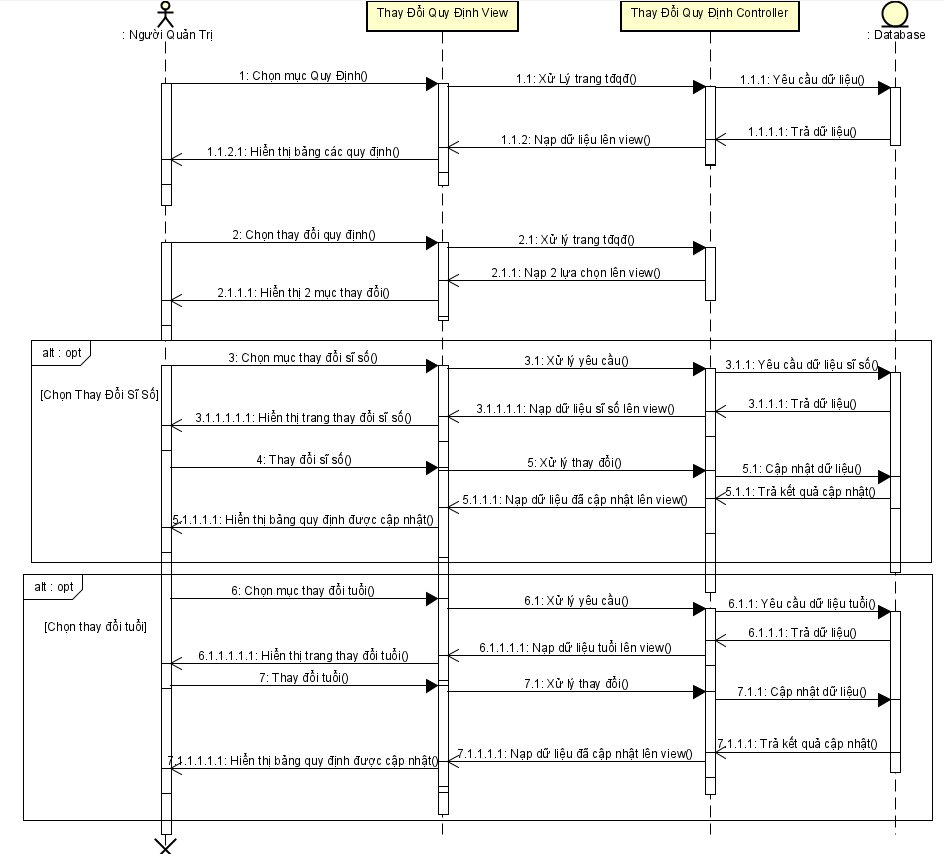 Thay Đổi Quy Định View
Thay Đổi Quy Định Controller
: Người Quản Trị
: Database
1: Chọn mục Quy Định()
1.1: Xử Lý trang tđqđ()
1.1.1: Yêu cầu dữ liệu()
1.1.1.1: Trả dữ liệu()
1.1.2: Nạp dữ liệu lên view()
1.1.2.1: Hiển thị bảng các quy định()
2: Chọn thay đổi quy định()
2.1: Xử lý trang tđqđ()
2.1.1: Nạp 2 lựa chọn lên view()
2.1.1.1: Hiển thị 2 mục thay đổi()
alt : opt
[Chọn Thay Đổi Sĩ Số]
3: Chọn mục thay đổi sĩ số()
3.1: Xử lý yêu cầu()
3.1.1: Yêu cầu dữ liệu sĩ số()
3.1.1.1: Trả dữ liệu()
3.1.1.1.1: Nạp dữ liệu sĩ số lên view()
3.1.1.1.1.1: Hiển thị trang thay đổi sĩ số()
4: Thay đổi sĩ số()
5: Xử lý thay đổi()
5.1: Cập nhật dữ liệu()
5.1.1: Trả kết quả cập nhật()
5.1.1.1: Nạp dữ liệu đã cập nhật lên view()
5.1.1.1.1: Hiển thị bảng quy định được cập nhật()
alt : opt
[Chọn thay đổi tuổi]
6: Chọn mục thay đổi tuổi()
6.1: Xử lý yêu cầu()
6.1.1: Yêu cầu dữ liệu tuổi()
6.1.1.1: Trả dữ liệu()
6.1.1.1.1: Nạp dữ liệu tuổi lên view()
6.1.1.1.1.1: Hiển thị trang thay đổi tuổi()
7: Thay đổi tuổi()
7.1: Xử lý thay đổi()
7.1.1: Cập nhật dữ liệu()
7.1.1.1: Trả kết quả cập nhật()
7.1.1.1.1: Nạp dữ liệu đã cập nhật lên view()
7.1.1.1.1.1: Hiển thị bảng quy định được cập nhật()